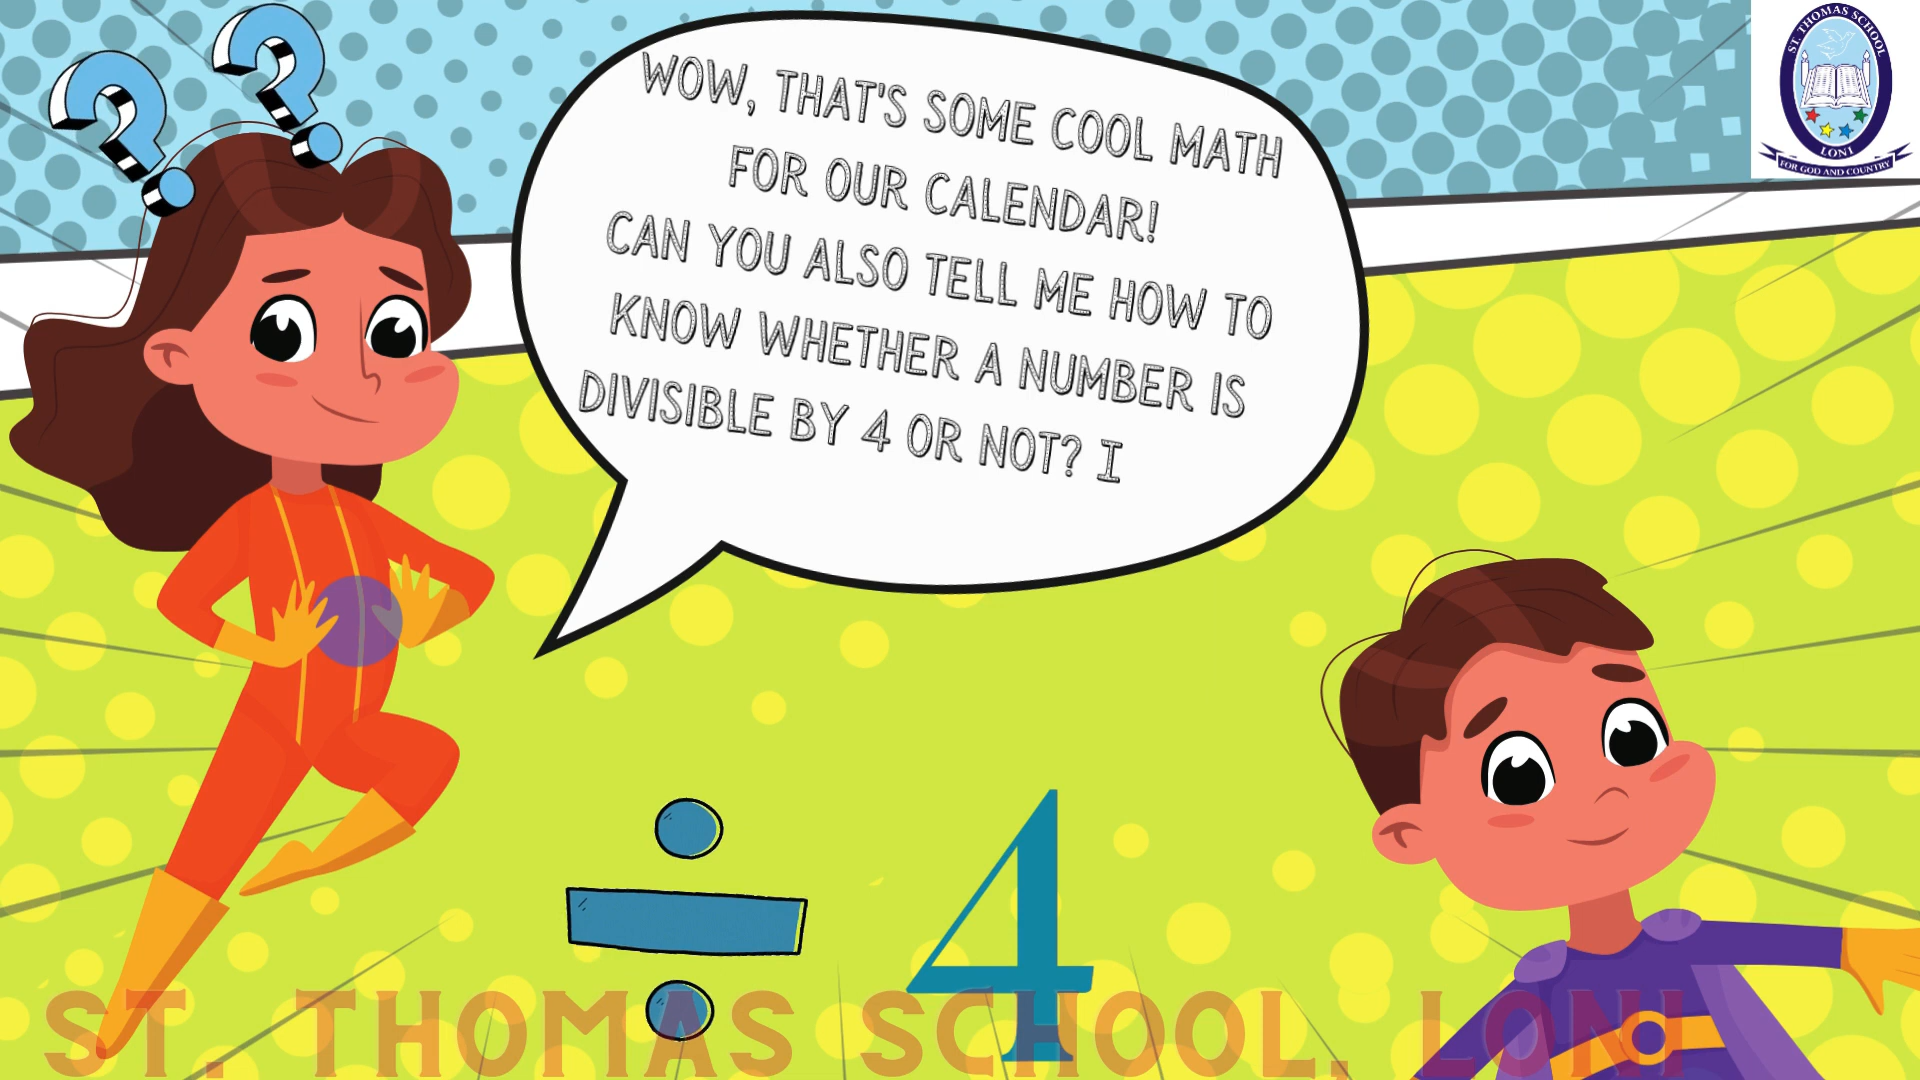 WOW, THAT'S SOME COOL MATH
FOR OUR CALENDAR!
CAN YOU ALSO TELL ME HOW TO
KNOW WHETHER A NUMBER IS
DIVISIBLE BY 4 OR NOT? I
ST. THOMAS SCHOOL
LONI
FOR GOD AND COUNTRY
÷ 4
ST. THOMAS SCHOOL, LONI